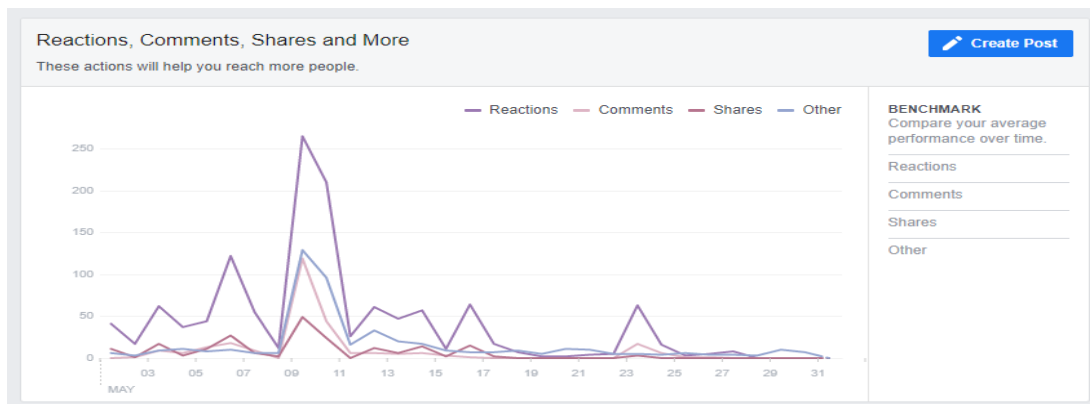 Reactions, Comments, Shares and More
Create Post
These actions will help you reach more people.
Reactions Comments Shares Other
BENCHMARK
Compare your average
performance over time.
Reactions
Comments
Shares
Other
250
200
150
100
50
0
03 05 07 09 11 13 15 17 19 21 23 25 27 29 31
MAY